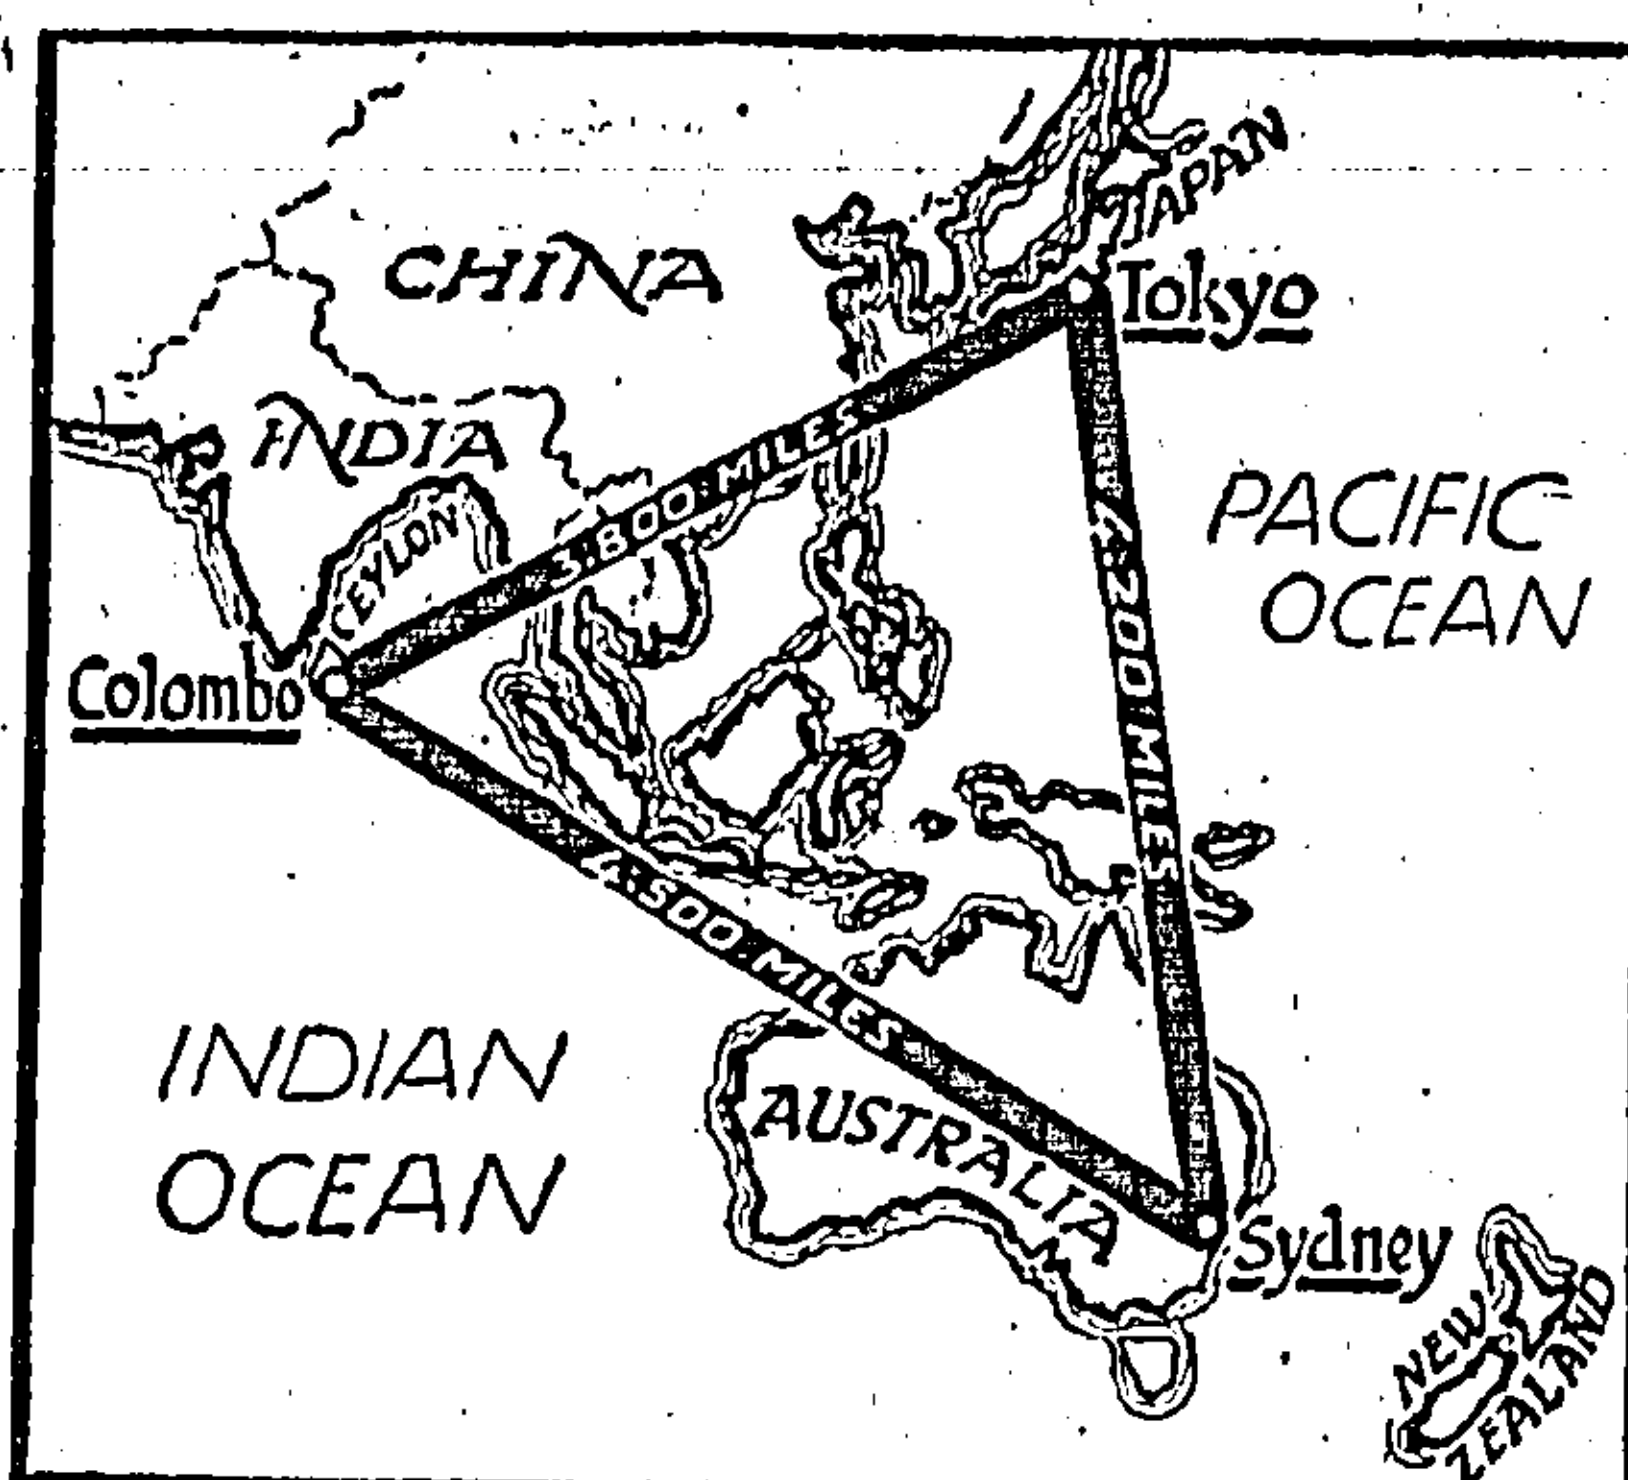 CHINA
JAPAN
Tokyo
INDIA
3,800 MILES
CEYLON
PACIFIC
OCEAN
4,200 MILES
Colombo
4,500 MILES
INDIAN
OCEAN
AUSTRALIA
Sydney
NEW
ZEALAND